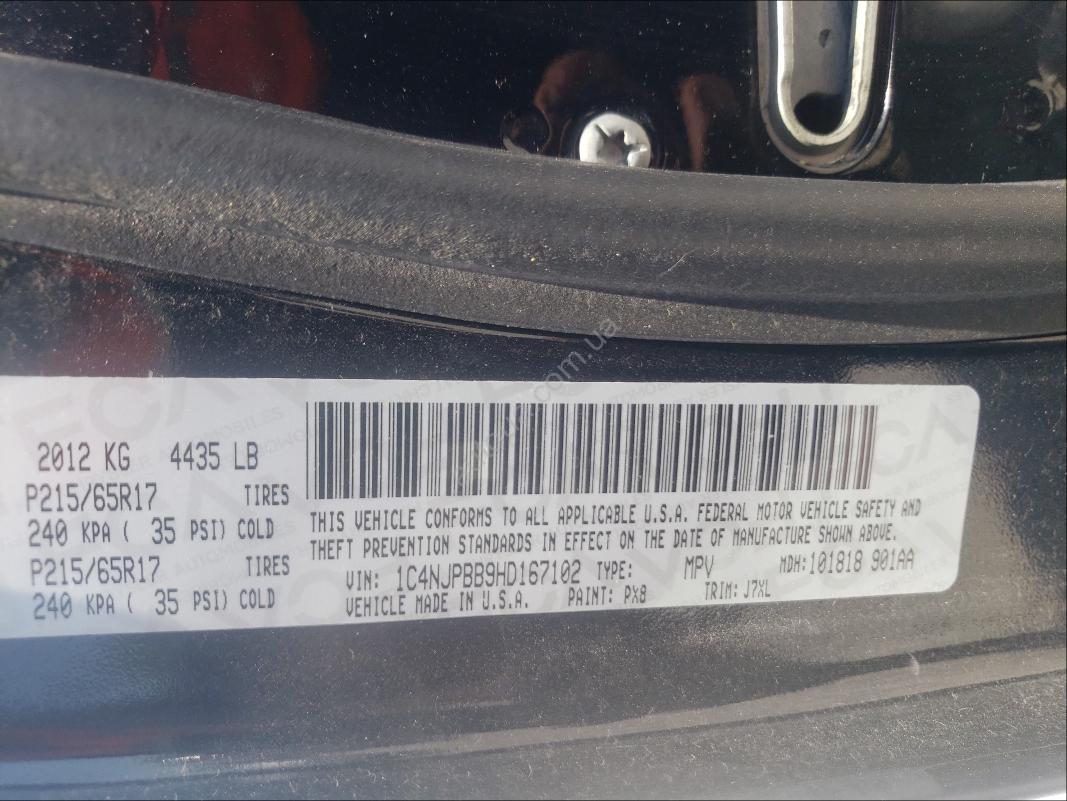 2012 KG 4435 LB
P215/65R17 TIRES
240 KPA ( 35 PSI) COLD
P215/65R17 TIRES
240 KPA ( 35 PSI) COLD
THIS VEHICLE CONFORMS TO ALL APPLICABLE U.S.A. FEDERAL MOTOR VEHICLE SAFETY AND
THEFT PREVENTION STANDARDS IN EFFECT ON THE DATE OF MANUFACTURE SHOWN ABOVE.
VIN: 1C4NJPBB9HD167102 TYPE: MPV MDH: 101818 901AA
VEHICLE MADE IN U.S.A. PAINT: PX8 TRIM: J7XL